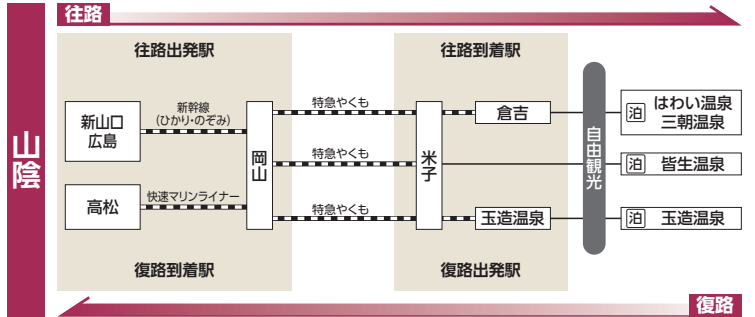 往路
山陰
往路出発駅
往路到着駅
新山口
広島
新幹線
(ひかり・のぞみ)
高松
快速マリンライナー
岡山
特急やくも
特急やくも
特急やくも
米子
倉吉
玉造温泉
自由観光
泊 はわい温泉
三朝温泉
泊 皆生温泉
泊 玉造温泉
復路到着駅
復路出発駅
復路